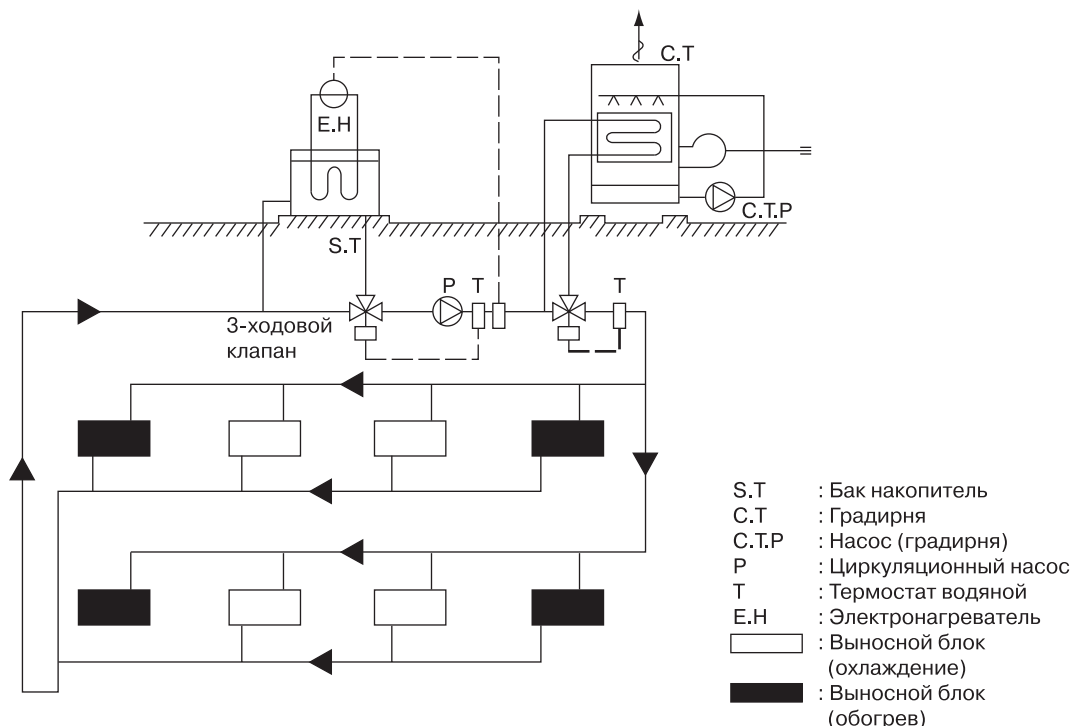 C.T
E.H
C.T.P
S.T
P
T
T
3-ходовой
клапан
S.T : Бак накопитель
C.T : Градирня
C.T.P : Насос (градирня)
P : Циркуляционный насос
T : Термостат водяной
E.H : Электронагреватель
: Выносной блок
(охлаждение)
: Выносной блок
(обогрев)